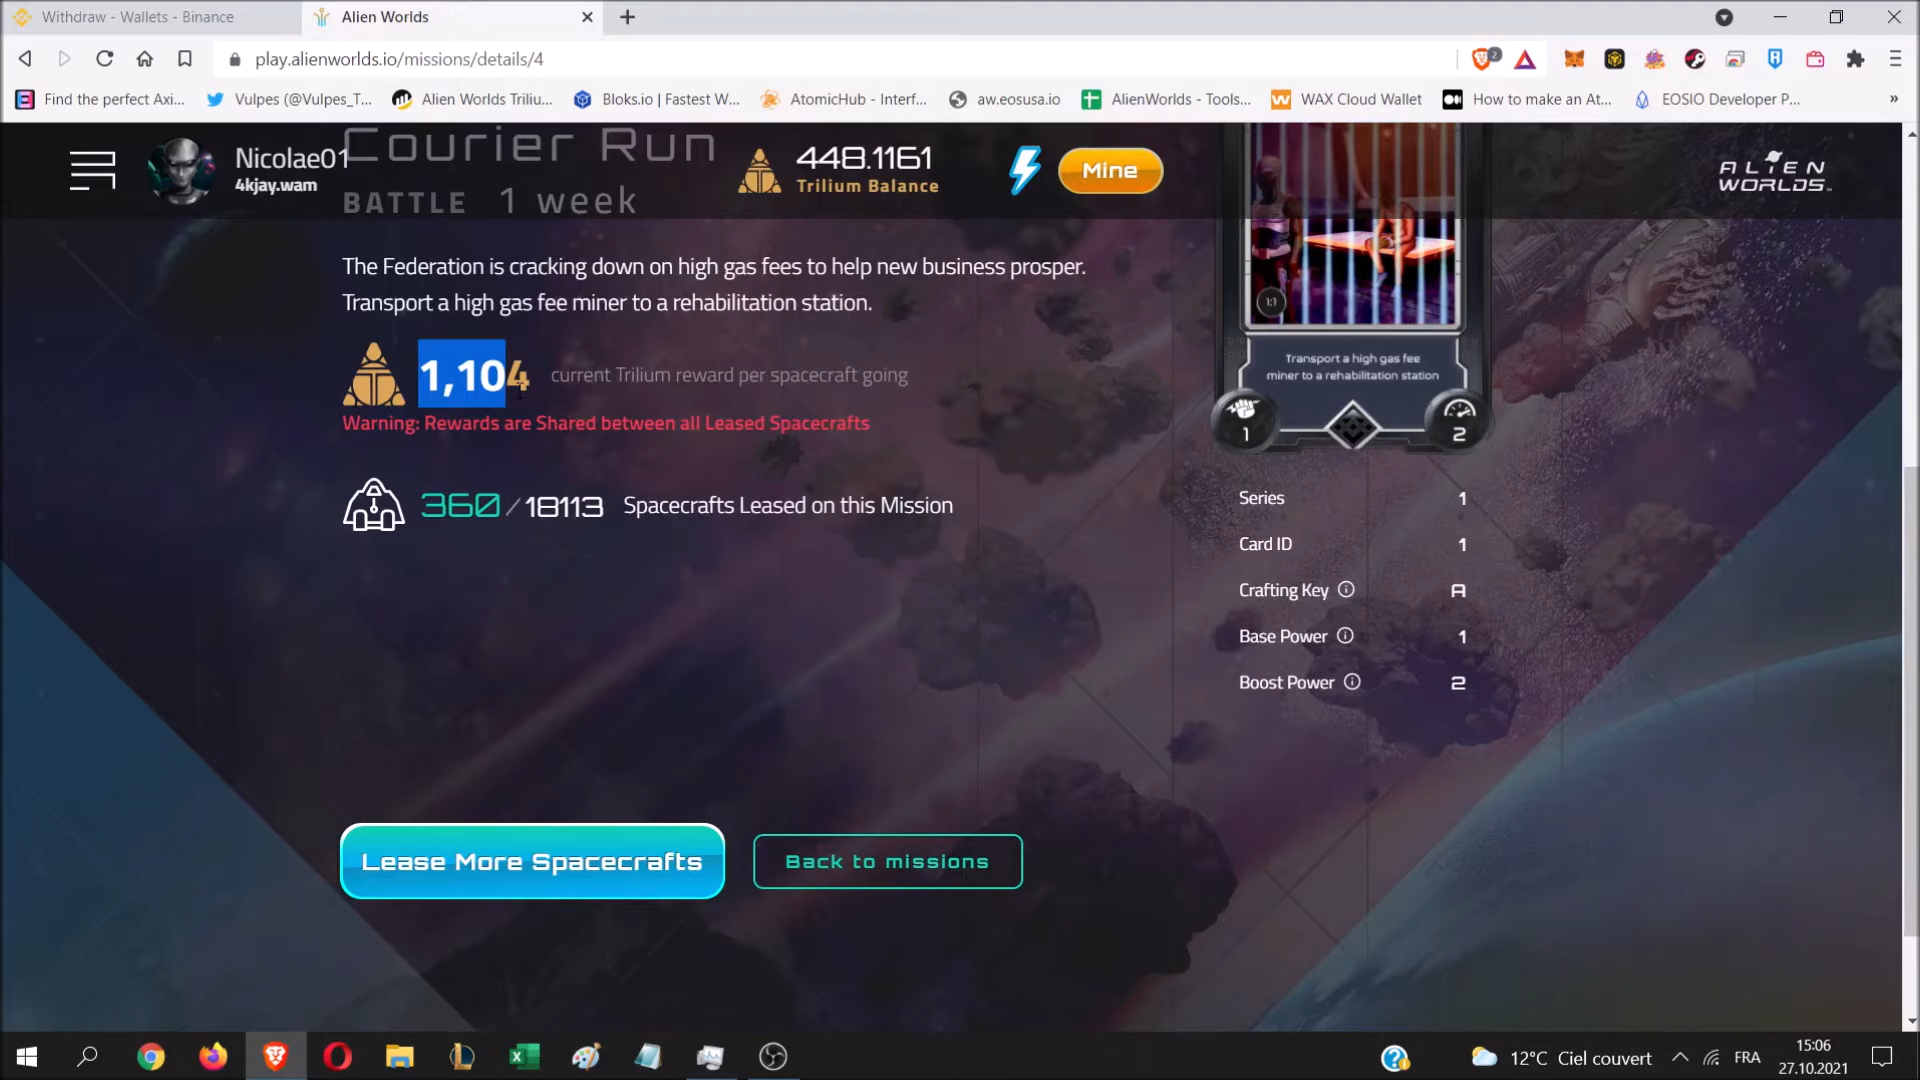 Withdraw - Wallets - Binance
Alien Worlds
play.alienworlds.io/missions/details/4
2
Find the perfect Axi...
Vulpes (@Vulpes_T...
Alien Worlds Triliu...
Bloks.io | Fastest W...
AtomicHub - Interf...
aw.eosusa.io
AlienWorlds - Tools...
WAX Cloud Wallet
How to make an At...
EOSIO Developer P...
»
Nicolae01
4kjay.wam
Courier Run
BATTLE 1 week
448.1161
Trilium Balance
Mine
ALIEN
WORLDS
The Federation is cracking down on high gas fees to help new business prosper.
Transport a high gas fee miner to a rehabilitation station.
1,104 current Trilium reward per spacecraft going
Warning: Rewards are Shared between all Leased Spacecrafts
360/18113 Spacecrafts Leased on this Mission
1:1
Transport a high gas fee
miner to a rehabilitation station
1
2
Series 1
Card ID 1
Crafting Key A
Base Power 1
Boost Power 2
Lease More Spacecrafts
Back to missions
12°C Ciel couvert
FRA
15:06
27.10.2021